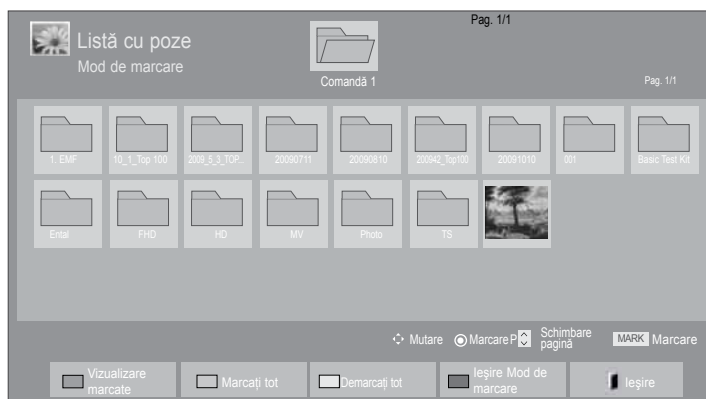 Pag. 1/1
Listă cu poze
Mod de marcare
Comandă 1
Pag. 1/1
1. EMF
10_1_Top 100
2009_5_3_TOP...
20090711
20090810
200942_Top100
20091010
001
Basic Test Kit
Ental
FHD
HD
MV
Photo
TS
Mutare
Marcare
P
Schimbare
pagină
MARK Marcare
Vizualizare
marcate
Marcați tot
Demarcați tot
Ieșire Mod de
marcare
Ieșire